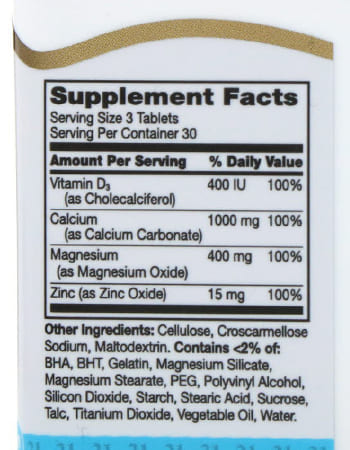 Supplement Facts
Serving Size 3 Tablets
Serving Per Container 30
Amount Per Serving % Daily Value
Vitamin D₃ 400 IU 100%
(as Cholecalciferol)
Calcium 1000 mg 100%
(as Calcium Carbonate)
Magnesium 400 mg 100%
(as Magnesium Oxide)
Zinc (as Zinc Oxide) 15 mg 100%
Other Ingredients: Cellulose, Croscarmellose
Sodium, Maltodextrin. Contains <2% of:
BHA, BHT, Gelatin, Magnesium Silicate,
Magnesium Stearate, PEG, Polyvinyl Alcohol,
Silicon Dioxide, Starch, Stearic Acid, Sucrose,
Talc, Titanium Dioxide, Vegetable Oil, Water.